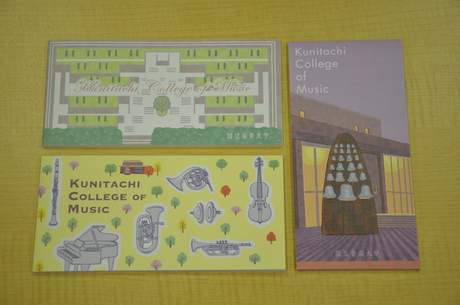 Kunitachi College of Music
国立音楽大学
Kunitachi
College
of
Music
国立音楽大学
KUNITACHI
COLLEGE OF
MUSIC